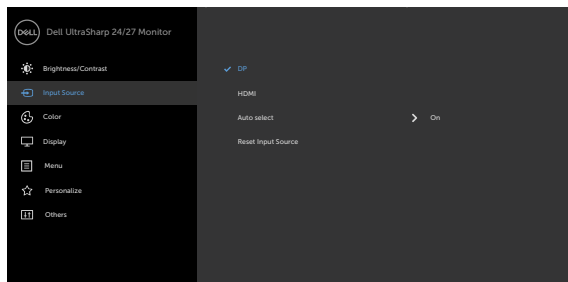 DELL
Dell UltraSharp 24/27 Monitor
Brightness/Contrast
Input Source
Color
Display
Menu
Personalize
Others
DP
HDMI
Auto select On
Reset Input Source